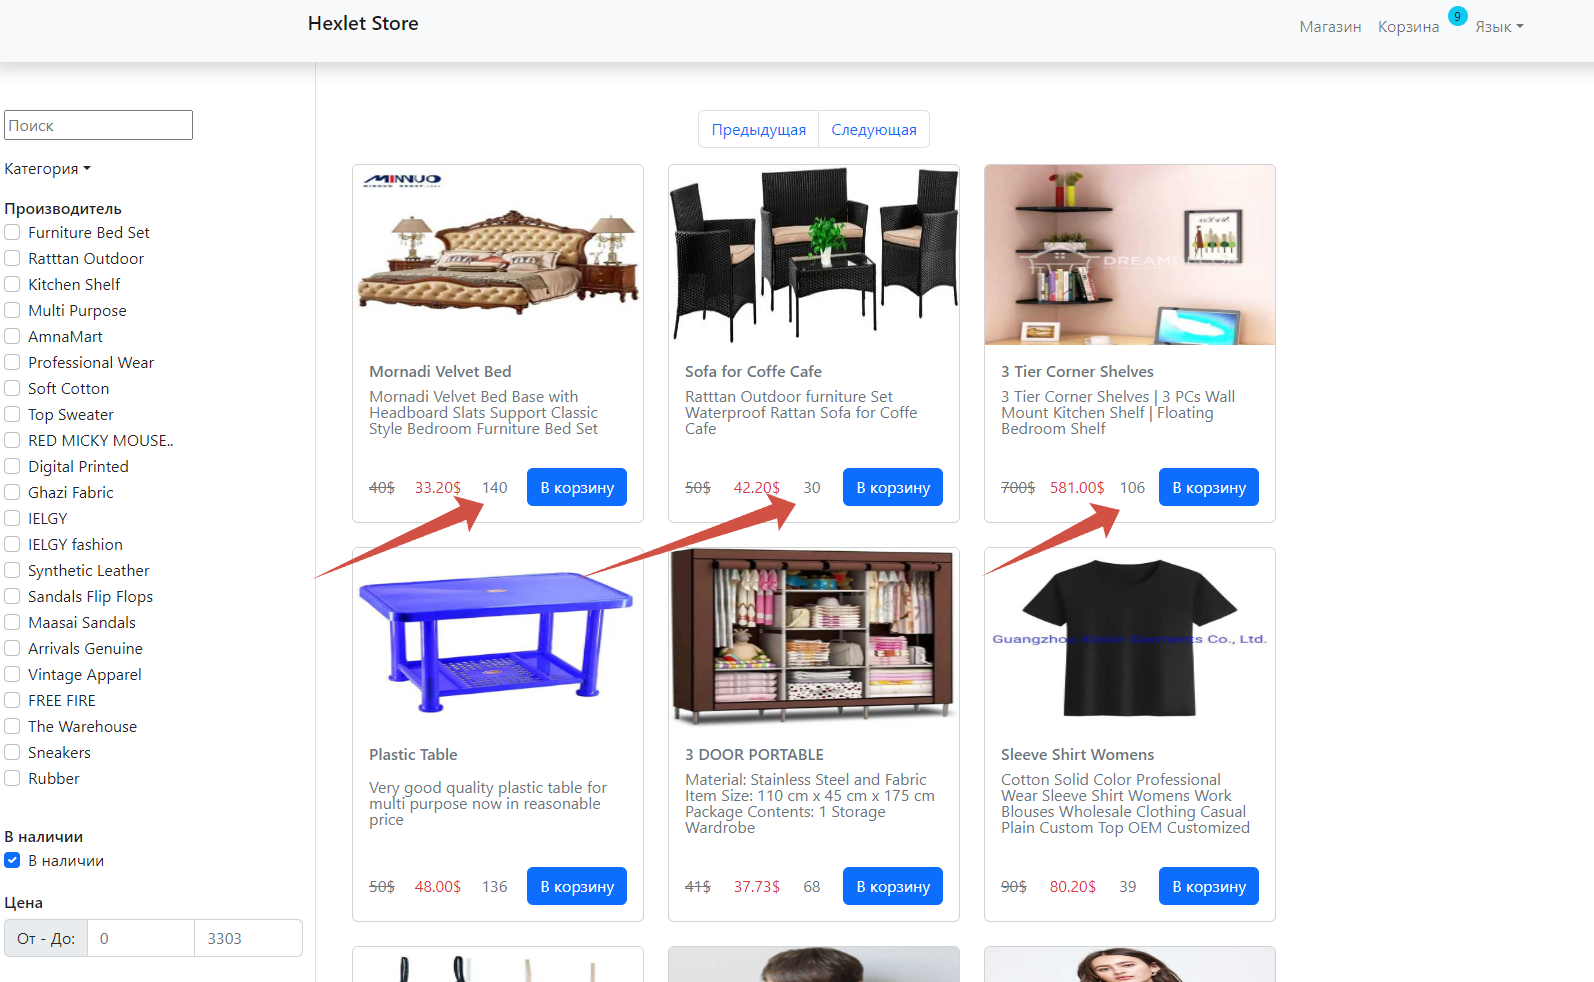 Hexlet Store
Магазин
Корзина
9
Язык
Поиск
Категория
Производитель
Furniture Bed Set
Ratttan Outdoor
Kitchen Shelf
Multi Purpose
AmnaMart
Professional Wear
Soft Cotton
Top Sweater
RED MICKY MOUSE..
Digital Printed
Ghazi Fabric
IELGY
IELGY fashion
Synthetic Leather
Sandals Flip Flops
Maasai Sandals
Arrivals Genuine
Vintage Apparel
FREE FIRE
The Warehouse
Sneakers
Rubber
В наличии
В наличии
Цена
От - До:
0
3303
Предыдущая
Следующая
MINNUO
Mornadi Velvet Bed
Mornadi Velvet Bed Base with
Headboard Slats Support Classic
Style Bedroom Furniture Bed Set
40$ 33.20$ 140 В корзину
Sofa for Coffe Cafe
Ratttan Outdoor furniture Set
Waterproof Rattan Sofa for Coffe
Cafe
50$ 42.20$ 30 В корзину
3 Tier Corner Shelves
3 Tier Corner Shelves | 3 PCs Wall
Mount Kitchen Shelf | Floating
Bedroom Shelf
700$ 581.00$ 106 В корзину
Plastic Table
Very good quality plastic table for
multi purpose now in reasonable
price
50$ 48.00$ 136 В корзину
3 DOOR PORTABLE
Material: Stainless Steel and Fabric
Item Size: 110 cm x 45 cm x 175 cm
Package Contents: 1 Storage
Wardrobe
41$ 37.73$ 68 В корзину
Guangzhou Garments Co., Ltd.
Sleeve Shirt Womens
Cotton Solid Color Professional
Wear Sleeve Shirt Womens Work
Blouses Wholesale Clothing Casual
Plain Custom Top OEM Customized
90$ 80.20$ 39 В корзину